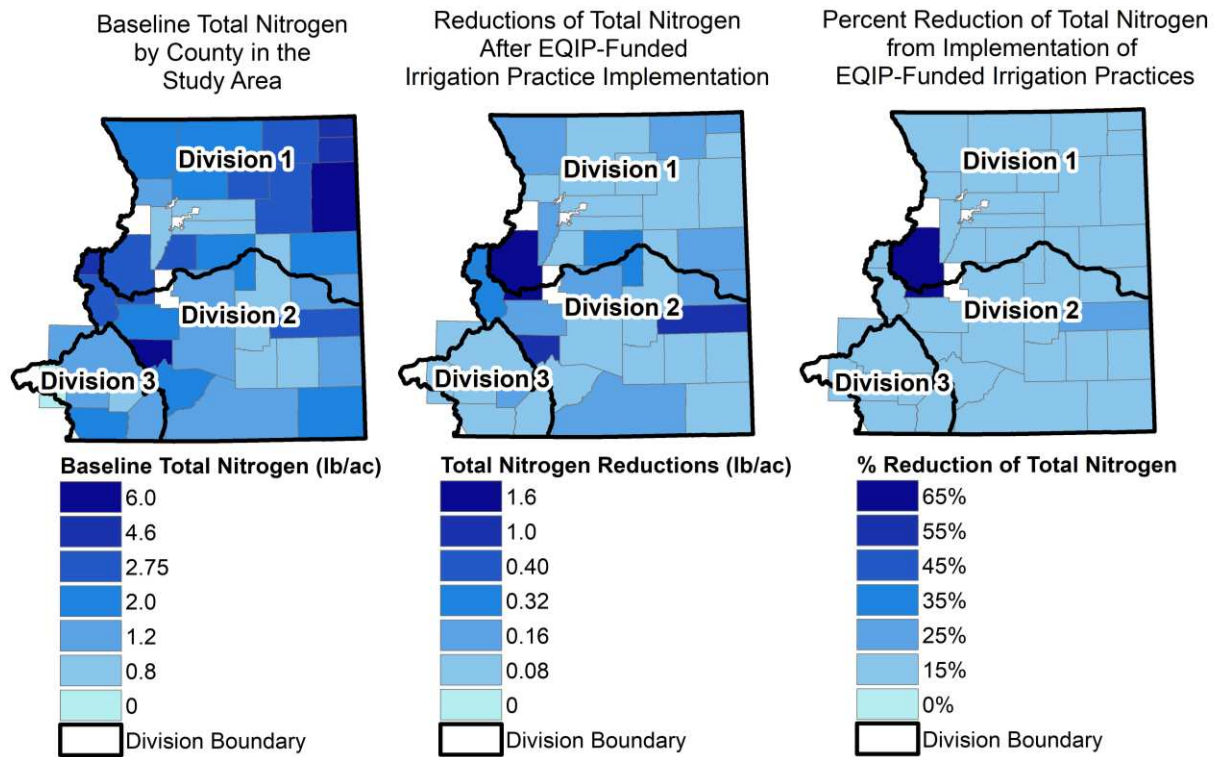 Baseline Total Nitrogen
by County in the
Study Area
Division 1
Division 2
Division 3
Baseline Total Nitrogen (lb/ac)
6.0
4.6
2.75
2.0
1.2
0.8
0
Division Boundary
Reductions of Total Nitrogen
After EQIP-Funded
Irrigation Practice Implementation
Division 1
Division 2
Division 3
Total Nitrogen Reductions (lb/ac)
1.6
1.0
0.40
0.32
0.16
0.08
0
Division Boundary
Percent Reduction of Total Nitrogen
from Implementation of
EQIP-Funded Irrigation Practices
Division 1
Division 2
Division 3
% Reduction of Total Nitrogen
65%
55%
45%
35%
25%
15%
0%
Division Boundary